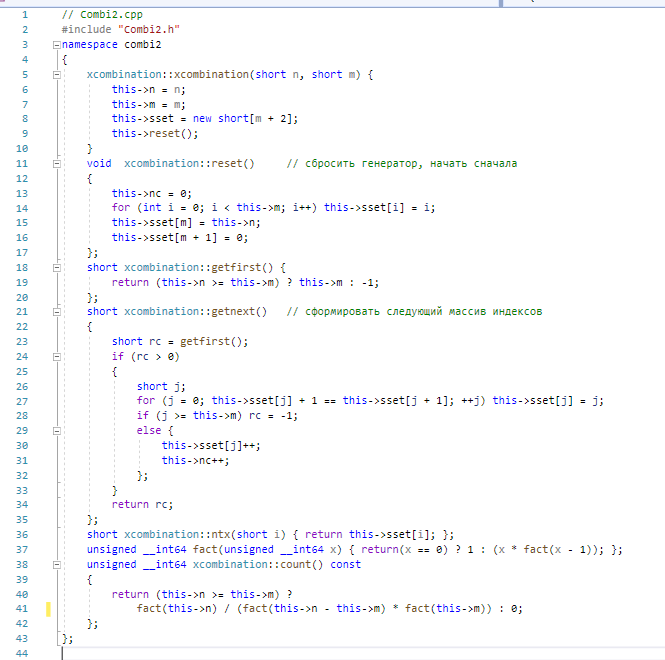 1 // Combi2.cpp
2 #include "Combi2.h"
3 namespace combi2
4 {
5 xcombination::xcombination(short n, short m) {
6 this->n = n;
7 this->m = m;
8 this->sset = new short[m + 2];
9 this->reset();
10 }
11 void  xcombination::reset()     // сбросить генератор, начать сначала
12 {
13 this->nc = 0;
14 for (int i = 0; i < this->m; i++) this->sset[i] = i;
15 this->sset[m] = this->n;
16 this->sset[m + 1] = 0;
17 };
18 short xcombination::getfirst() {
19 return (this->n >= this->m) ? this->m : -1;
20 };
21 short xcombination::getnext()   // сформировать следующий массив индексов
22 {
23 short rc = getfirst();
24 if (rc > 0)
25 {
26 short j;
27 for (j = 0; this->sset[j] + 1 == this->sset[j + 1]; ++j) this->sset[j] = j;
28 if (j >= this->m) rc = -1;
29 else {
30 this->sset[j]++;
31 this->nc++;
32 };
33 }
34 return rc;
35 };
36 short xcombination::ntx(short i) { return this->sset[i]; };
37 unsigned __int64 fact(unsigned __int64 x) { return(x == 0) ? 1 : (x * fact(x - 1)); };
38 unsigned __int64 xcombination::count() const
39 {
40 return (this->n >= this->m) ?
41 fact(this->n) / (fact(this->n - this->m) * fact(this->m)) : 0;
42 };
43 };
44